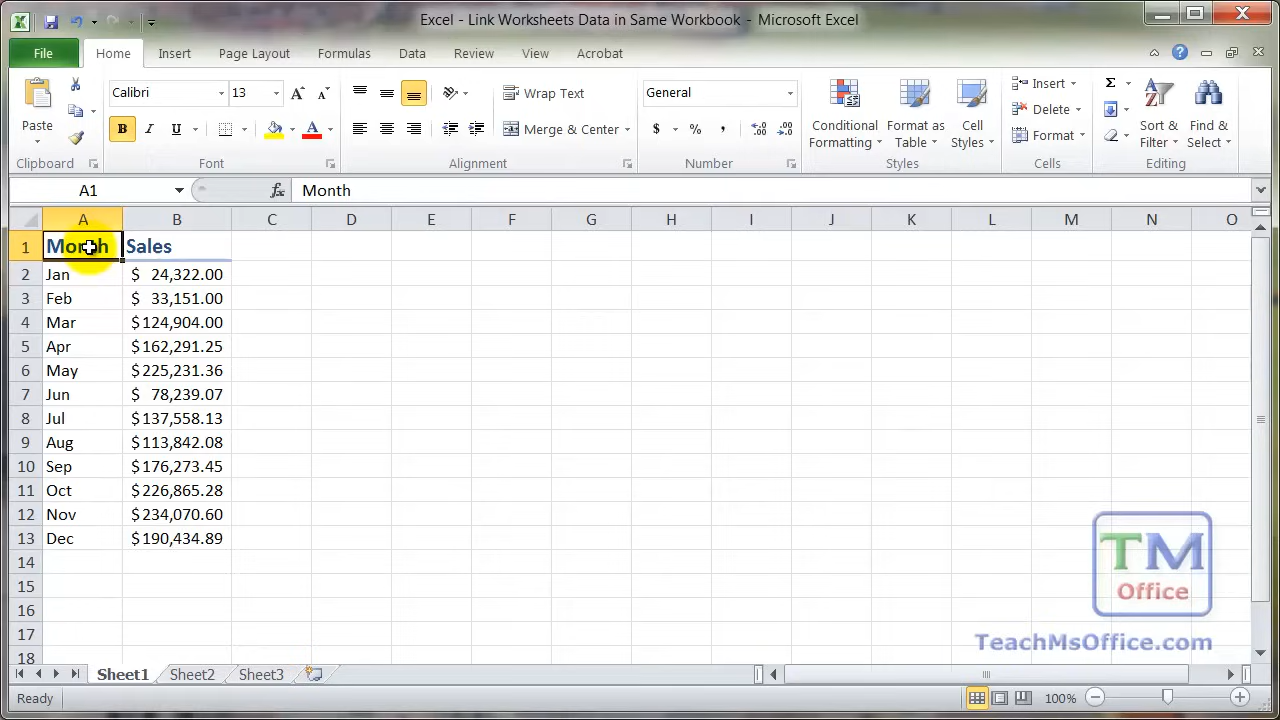 Excel - Link Worksheets Data in Same Workbook - Microsoft Excel
File Home Insert Page Layout Formulas Data Review View Acrobat
Paste
Clipboard
Calibri 13
B I U A
Font
Wrap Text
Merge & Center
Alignment
General
$ % ,
Number
Conditional Formatting
Format as Table
Cell Styles
Styles
Insert
Delete
Format
Cells
Σ
Sort & Filter
Find & Select
Editing
A1 fx Month
A B C D E F G H I J K L M N O
1 Month Sales
2 Jan $ 24,322.00
3 Feb $ 33,151.00
4 Mar $124,904.00
5 Apr $162,291.25
6 May $225,231.36
7 Jun $ 78,239.07
8 Jul $137,558.13
9 Aug $113,842.08
10 Sep $176,273.45
11 Oct $226,865.28
12 Nov $234,070.60
13 Dec $190,434.89
14
15
16
17
18
TM
Office
TeachMsOffice.com
Sheet1 Sheet2 Sheet3
Ready 100%